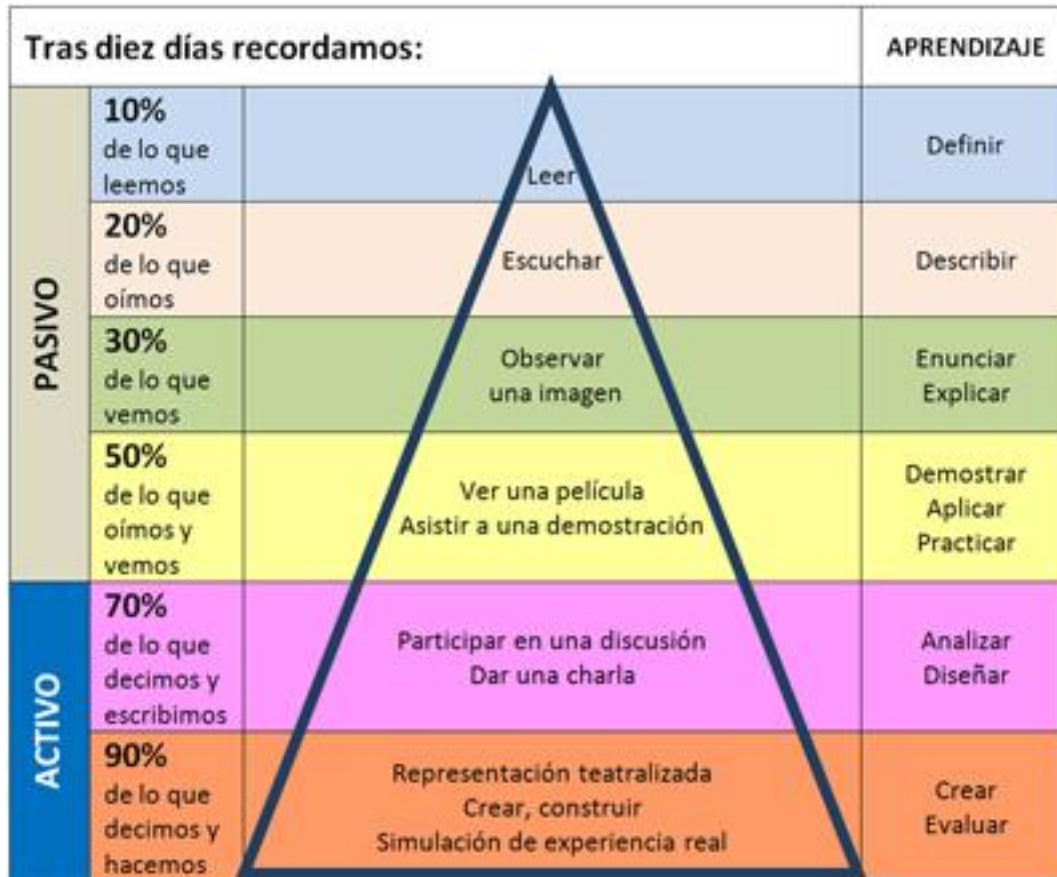 Tras diez días recordamos:
APRENDIZAJE
PASIVO
10%
de lo que
leemos
Leer
Definir
20%
de lo que
oímos
Escuchar
Describir
30%
de lo que
vemos
Observar
una imagen
Enunciar
Explicar
50%
de lo que
oímos y
vemos
Ver una película
Asistir a una demostración
Demostrar
Aplicar
Practicar
ACTIVO
70%
de lo que
decimos y
escribimos
Participar en una discusión
Dar una charla
Analizar
Diseñar
90%
de lo que
decimos y
hacemos
Representación teatralizada
Crear, construir
Simulación de experiencia real
Crear
Evaluar